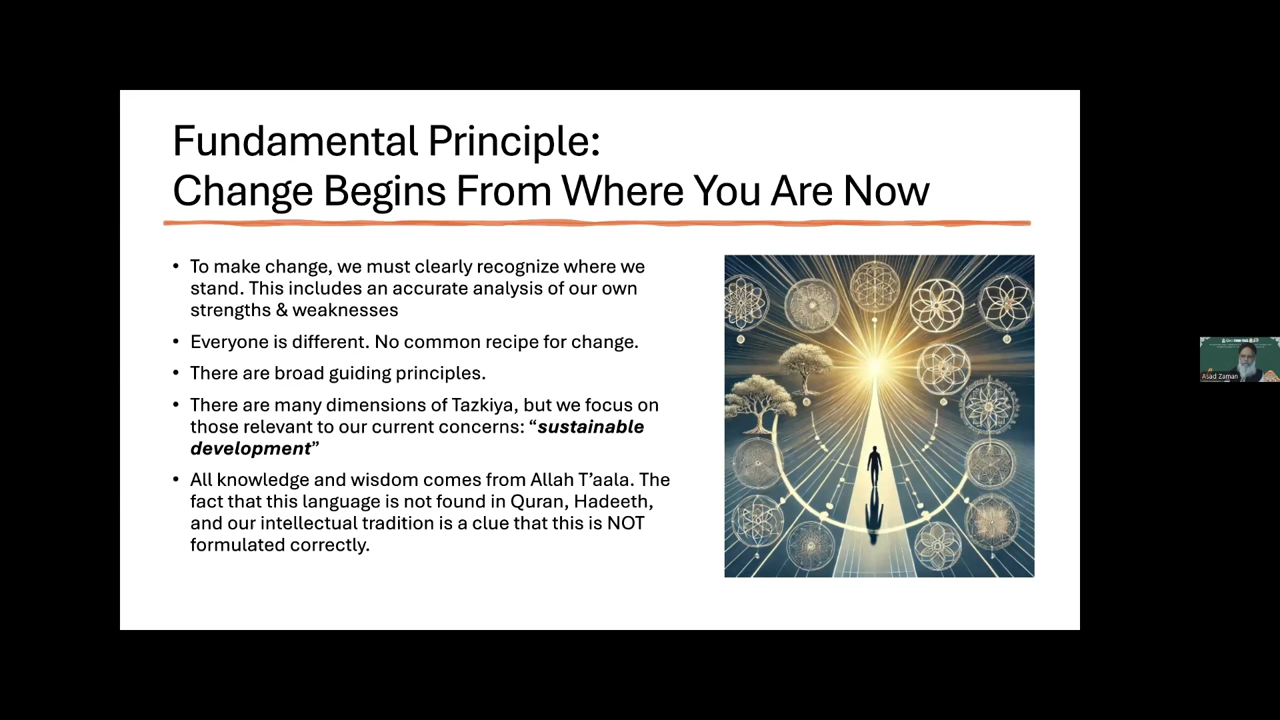 Fundamental Principle:
Change Begins From Where You Are Now
• To make change, we must clearly recognize where we
stand. This includes an accurate analysis of our own
strengths & weaknesses
• Everyone is different. No common recipe for change.
• There are broad guiding principles.
• There are many dimensions of Tazkiya, but we focus on
those relevant to our current concerns: “sustainable
development”
• All knowledge and wisdom comes from Allah T’aala. The
fact that this language is not found in Quran, Hadeeth,
and our intellectual tradition is a clue that this is NOT
formulated correctly.
Asad Zaman